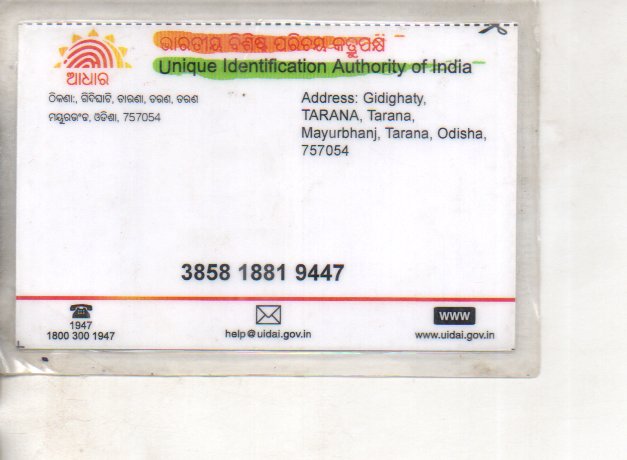 ଭାରତୀୟ ବିଶିଷ୍ଟ ପରିଚୟ କର୍ତ୍ତୃପକ୍ଷ
Unique Identification Authority of India
ଆଧାର
ଠିକଣା:, ଗିଡିଘାଟି, ଟାରଣା, ତରଣ, ତରଣ
ମୟୂରଭଂଜ, ଓଡିଶା, 757054
Address: Gidighaty,
TARANA, Tarana,
Mayurbhanj, Tarana, Odisha,
757054
3858 1881 9447
1947
1800 300 1947
help@uidai.gov.in
WWW
www.uidai.gov.in